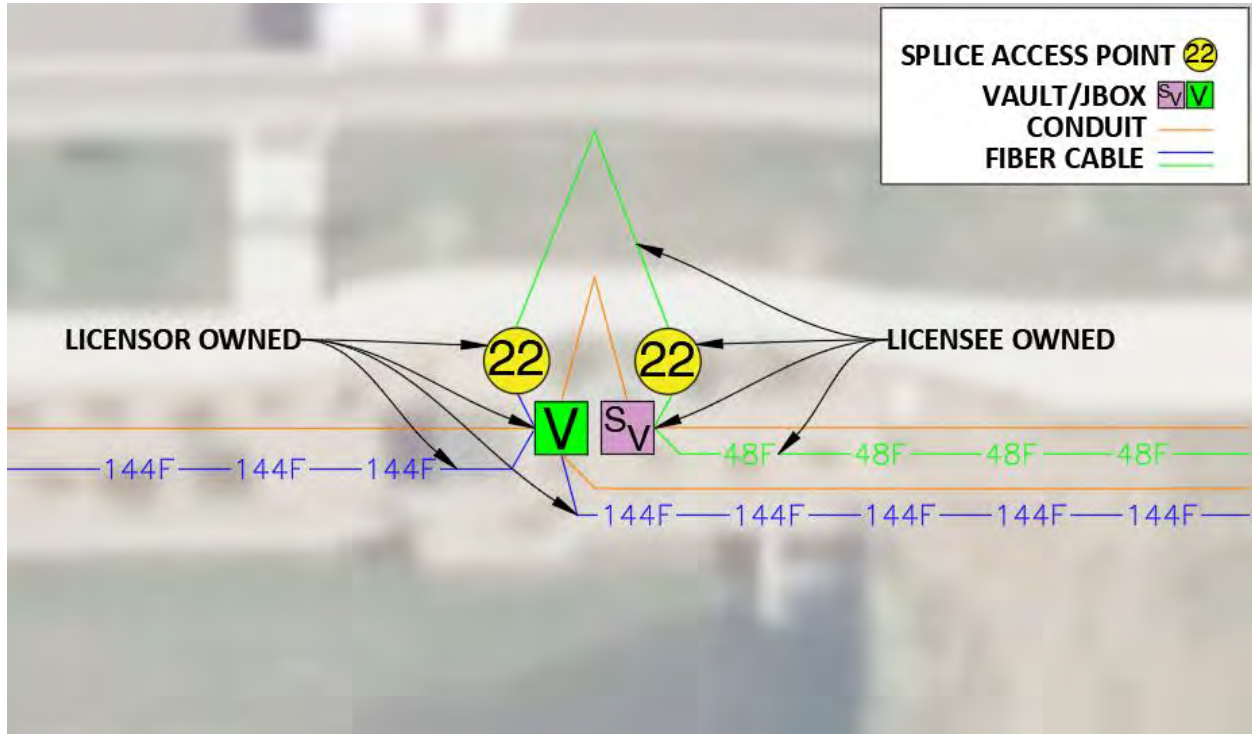 SPLICE ACCESS POINT 22
VAULT/JBOX SV V
CONDUIT
FIBER CABLE
LICENSOR OWNED 22 22 LICENSEE OWNED
V SV
48F 48F 48F 48F
144F 144F 144F
144F 144F 144F 144F 144F